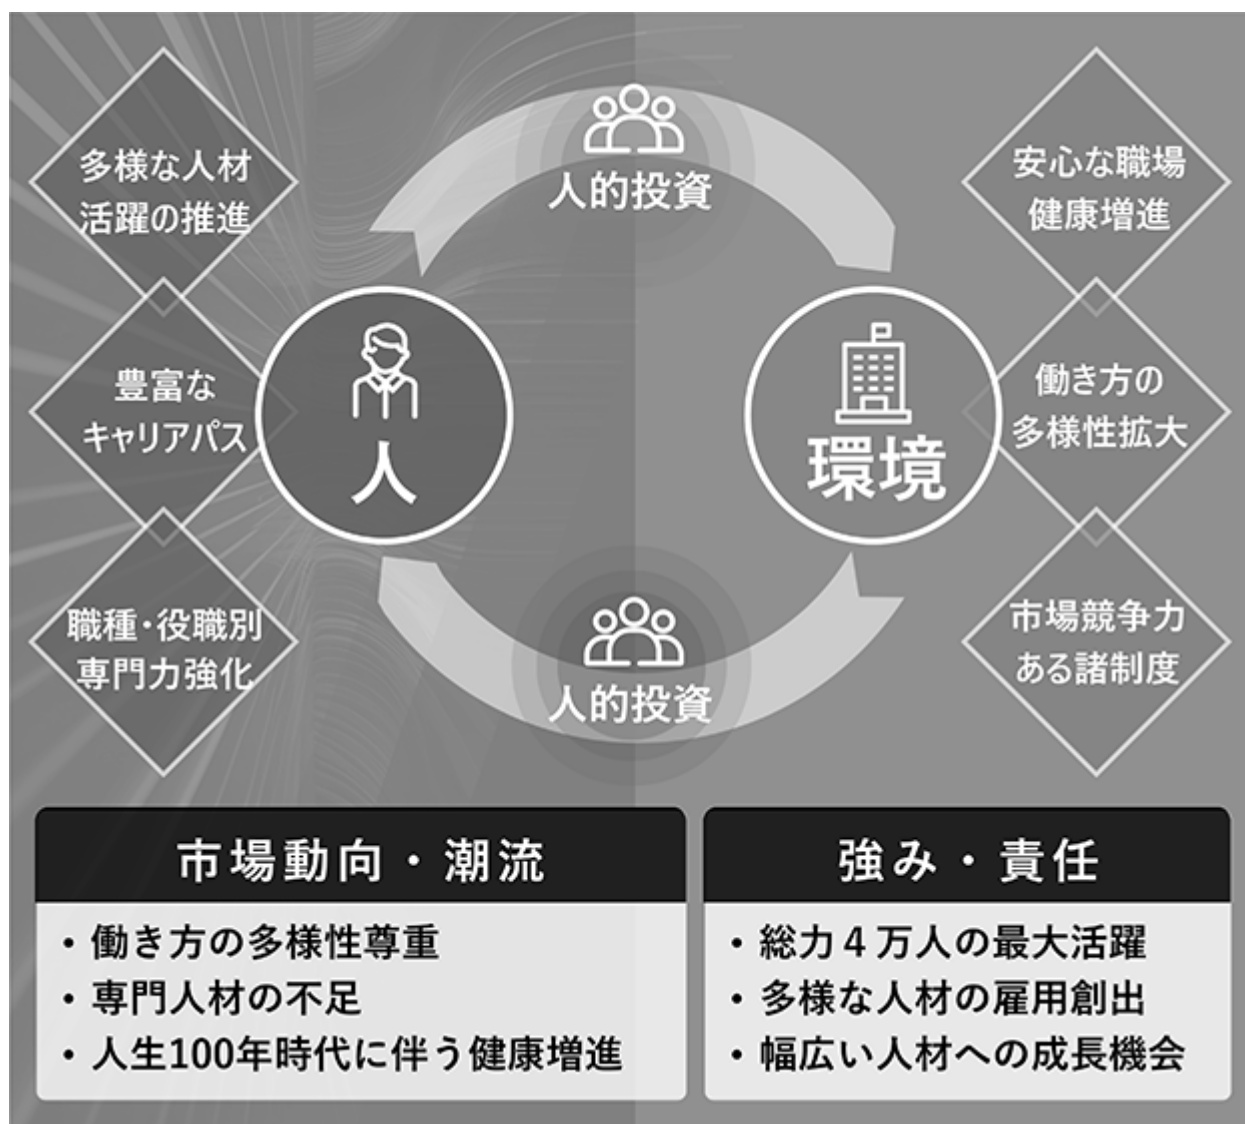 人的投資
多様な人材
活躍の推進
豊富な
キャリアパス
職種・役職別
専門力強化
人
環境
安心な職場
健康増進
働き方の
多様性拡大
市場競争力
ある諸制度
人的投資
市場動向・潮流
・働き方の多様性尊重
・専門人材の不足
・人生100年時代に伴う健康増進
強み・責任
・総力４万人の最大活躍
・多様な人材の雇用創出
・幅広い人材への成長機会